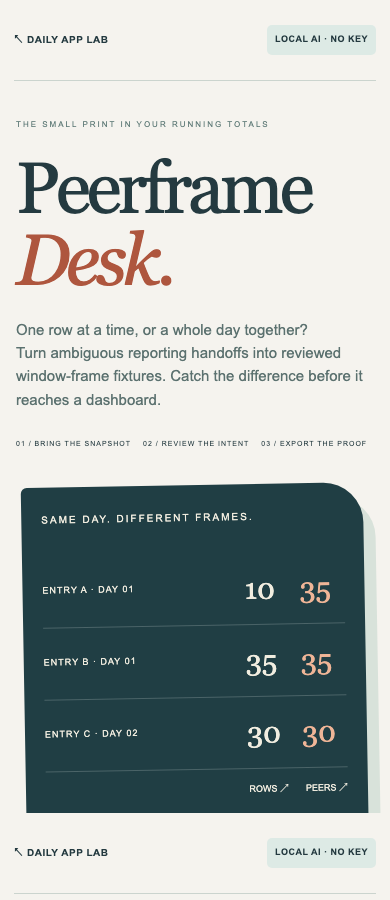 ↖ DAILY APP LAB
LOCAL AI · NO KEY
THE SMALL PRINT IN YOUR RUNNING TOTALS
Peerframe
Desk.
One row at a time, or a whole day together?
Turn ambiguous reporting handoffs into reviewed
window-frame fixtures. Catch the difference before it
reaches a dashboard.
01 / BRING THE SNAPSHOT 02 / REVIEW THE INTENT 03 / EXPORT THE PROOF
SAME DAY. DIFFERENT FRAMES.
ENTRY A · DAY 01 10 35
ENTRY B · DAY 01 35 35
ENTRY C · DAY 02 30 30
ROWS ↗ PEERS ↗
↖ DAILY APP LAB
LOCAL AI · NO KEY